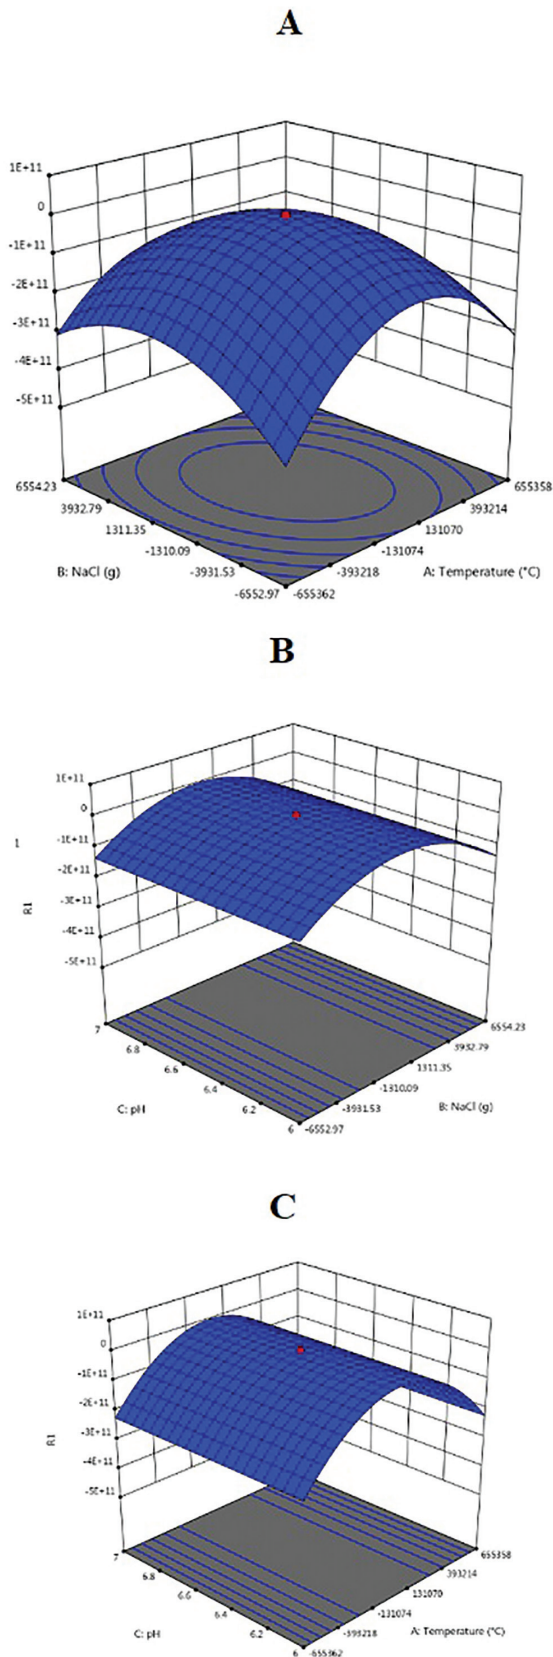 A
1E+11
0
-1E+11
-2E+11
-3E+11
-4E+11
-5E+11
6554.23
3932.79
1311.35
-1310.09
-3931.53
-6552.97
B: NaCl (g)
655358
393214
131070
-131074
-393218
-655362
A: Temperature (°C)
B
1E+11
0
-1E+11
-2E+11
-3E+11
-4E+11
-5E+11
R1
7
6.8
6.6
6.4
6.2
6
C: pH
6554.23
3932.79
1311.35
-1310.09
-3931.53
-6552.97
B: NaCl (g)
C
1E+11
0
-1E+11
-2E+11
-3E+11
-4E+11
-5E+11
R1
7
6.8
6.6
6.4
6.2
6
C: pH
655358
393214
131070
-131074
-393218
-655362
A: Temperature (°C)